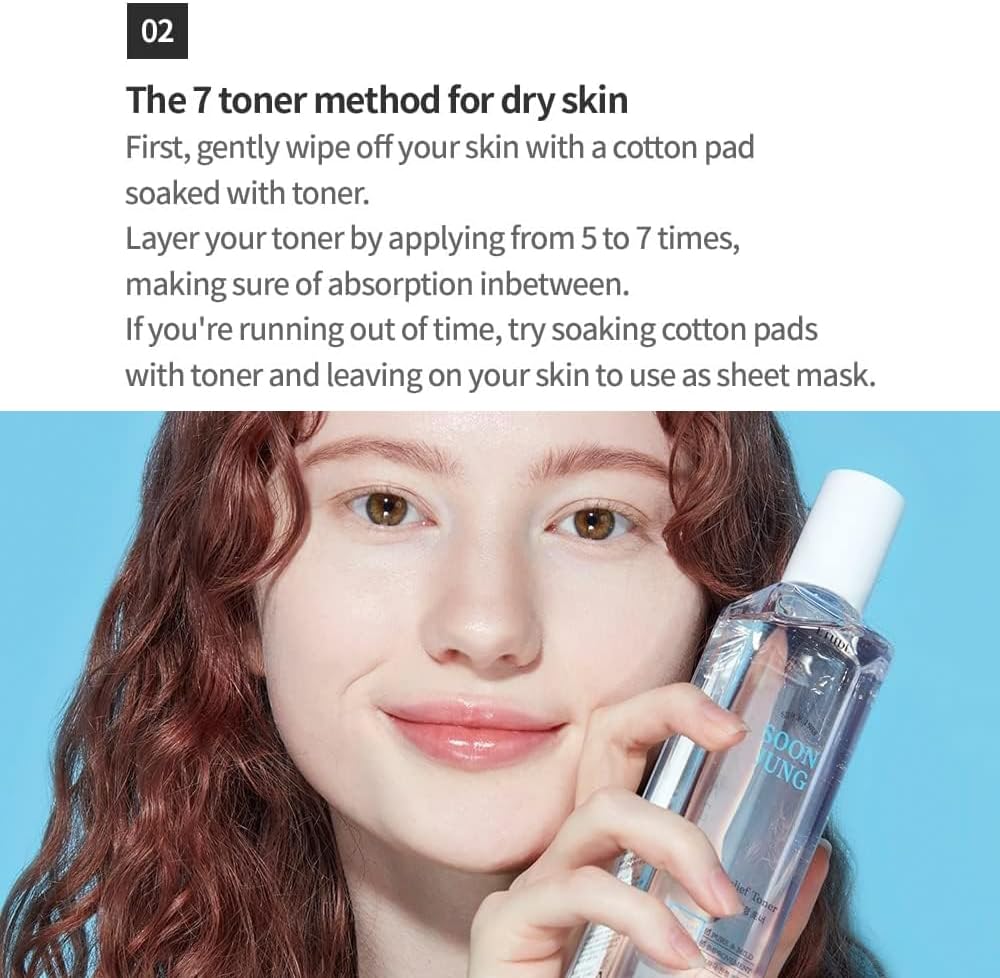 02
The 7 toner method for dry skin
First, gently wipe off your skin with a cotton pad
soaked with toner.
Layer your toner by applying from 5 to 7 times,
making sure of absorption inbetween.
If you're running out of time, try soaking cotton pads
with toner and leaving on your skin to use as sheet mask.
ETUDE
SOON
JUNG
Toner